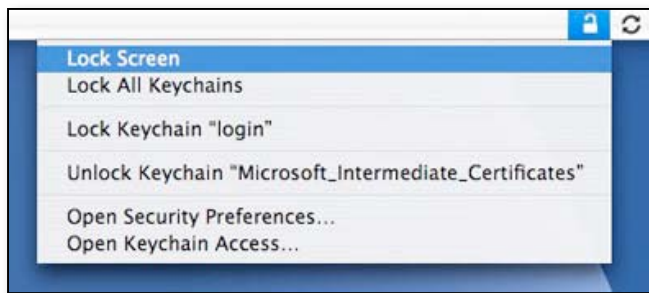 Lock Screen
Lock All Keychains
Lock Keychain "login"
Unlock Keychain "Microsoft_Intermediate_Certificates"
Open Security Preferences...
Open Keychain Access...